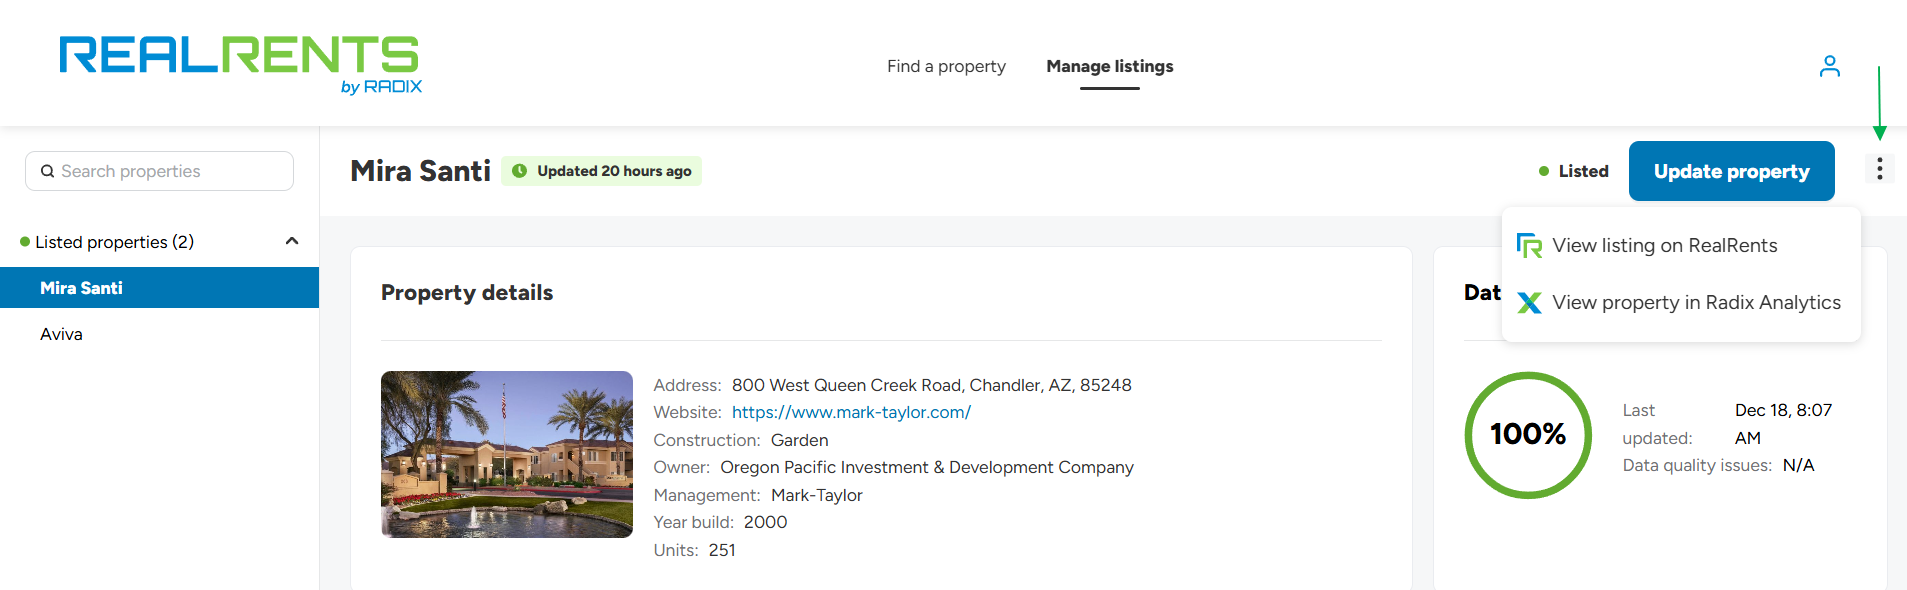 REALRENTS
by RADIX
Find a property
Manage listings
Search properties
Listed properties (2)
Mira Santi
Aviva
Mira Santi
Updated 20 hours ago
Listed
Update property
View listing on RealRents
View property in Radix Analytics
Property details
Address: 800 West Queen Creek Road, Chandler, AZ, 85248
Website: https://www.mark-taylor.com/
Construction: Garden
Owner: Oregon Pacific Investment & Development Company
Management: Mark-Taylor
Year build: 2000
Units: 251
Dat
100%
Last updated: Dec 18, 8:07 AM
Data quality issues: N/A